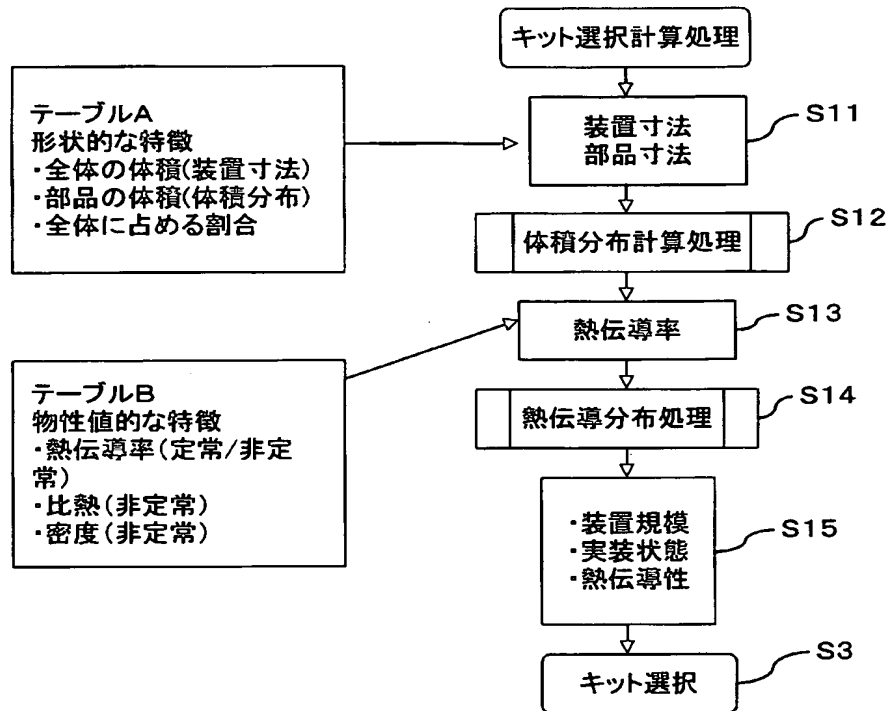 キット選択計算処理
テーブルA
形状的な特徴
・全体の体積(装置寸法)
・部品の体積(体積分布)
・全体に占める割合
装置寸法
部品寸法
S11
体積分布計算処理
S12
熱伝導率
S13
テーブルB
物性値的な特徴
・熱伝導率(定常/非定
常)
・比熱(非定常)
・密度(非定常)
熱伝導分布処理
S14
・装置規模
・実装状態
・熱伝導性
S15
キット選択
S3